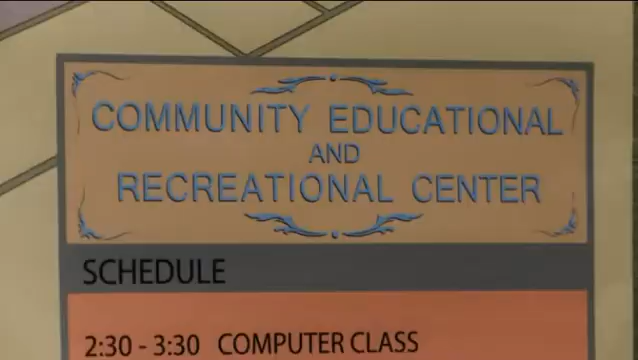 COMMUNITY EDUCATIONAL
AND
RECREATIONAL CENTER
SCHEDULE
2:30 - 3:30 COMPUTER CLASS